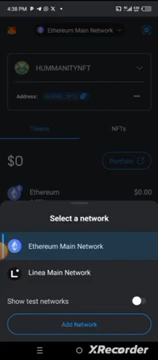 4:38 PM
Ethereum Main Network
HUMMANITYNFT
Address:
Tokens
NFTs
$0
Portfolio
Ethereum
$0.00
Select a network
Ethereum Main Network
Linea Main Network
Show test networks
Add Network
XRecorder